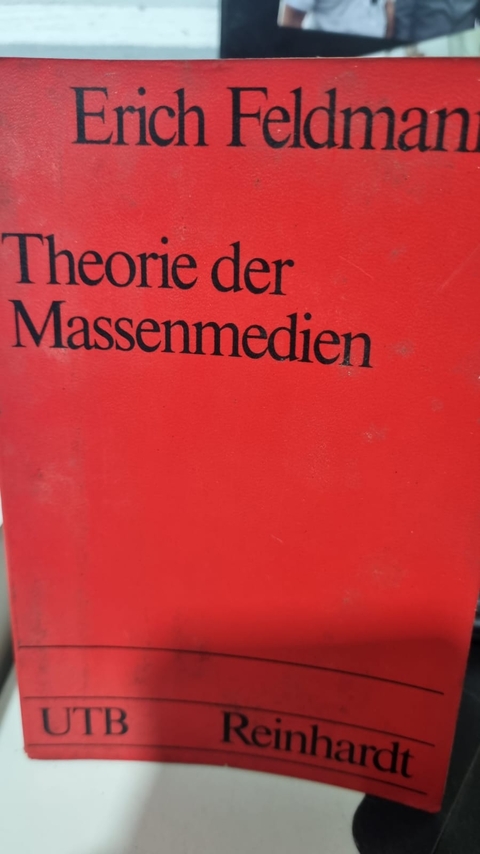 Erich Feldmann
Theorie der
Massenmedien
UTB Reinhardt